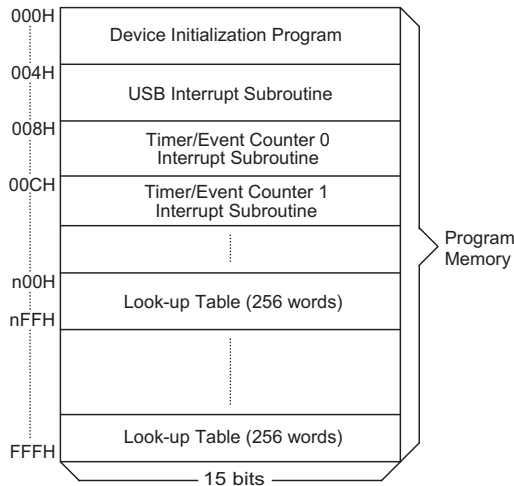 000H
Device Initialization Program
004H
USB Interrupt Subroutine
008H
Timer/Event Counter 0
Interrupt Subroutine
00CH
Timer/Event Counter 1
Interrupt Subroutine
Program
Memory
n00H
Look-up Table (256 words)
nFFH
Look-up Table (256 words)
FFFH
15 bits